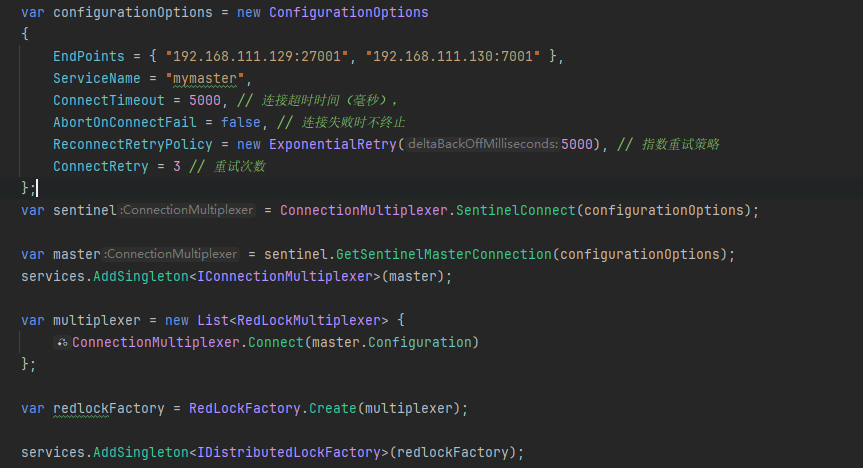 var configurationOptions = new ConfigurationOptions
{
EndPoints = { "192.168.111.129:27001", "192.168.111.130:7001" },
ServiceName = "mymaster",
ConnectTimeout = 5000, // 连接超时时间（毫秒），
AbortOnConnectFail = false, // 连接失败时不终止
ReconnectRetryPolicy = new ExponentialRetry(deltaBackOffMilliseconds:5000), // 指数重试策略
ConnectRetry = 3 // 重试次数
};
var sentinel:ConnectionMultiplexer = ConnectionMultiplexer.SentinelConnect(configurationOptions);
var master:ConnectionMultiplexer = sentinel.GetSentinelMasterConnection(configurationOptions);
services.AddSingleton<IConnectionMultiplexer>(master);
var multiplexer = new List<RedLockMultiplexer> {
ConnectionMultiplexer.Connect(master.Configuration)
};
var redlockFactory = RedLockFactory.Create(multiplexer);
services.AddSingleton<IDistributedLockFactory>(redlockFactory);